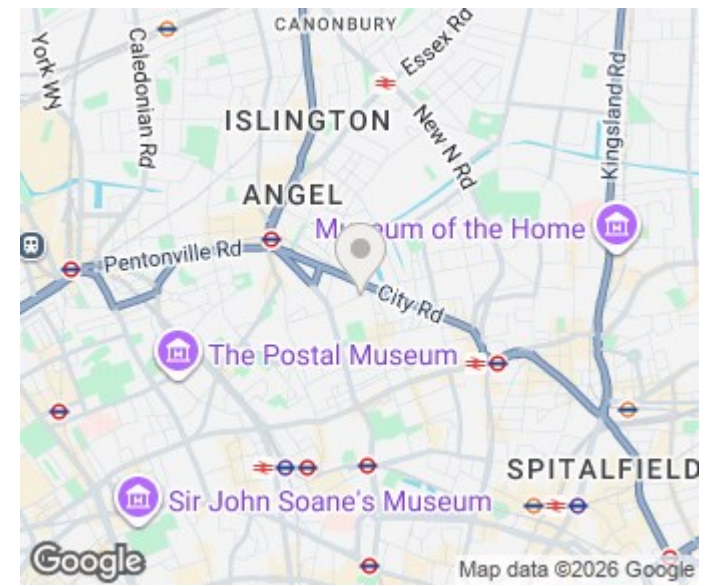 CANONBURY
York Wy
Caledonian Rd
Essex Rd
ISLINGTON
New N Rd
Kingsland Rd
ANGEL
Museum of the Home
Pentonville Rd
City Rd
The Postal Museum
SPITALFIELD
Sir John Soane's Museum
Google
Map data ©2026 Google